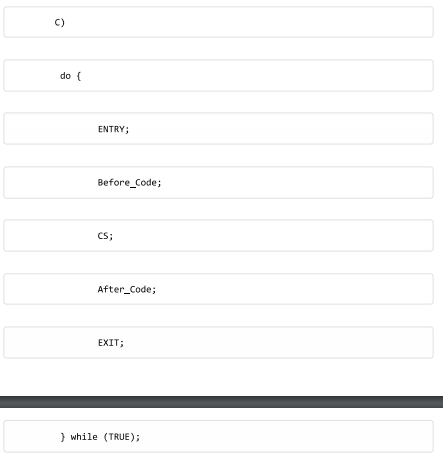 C)
do {
ENTRY;
Before_Code;
CS;
After_Code;
EXIT;
} while (TRUE);